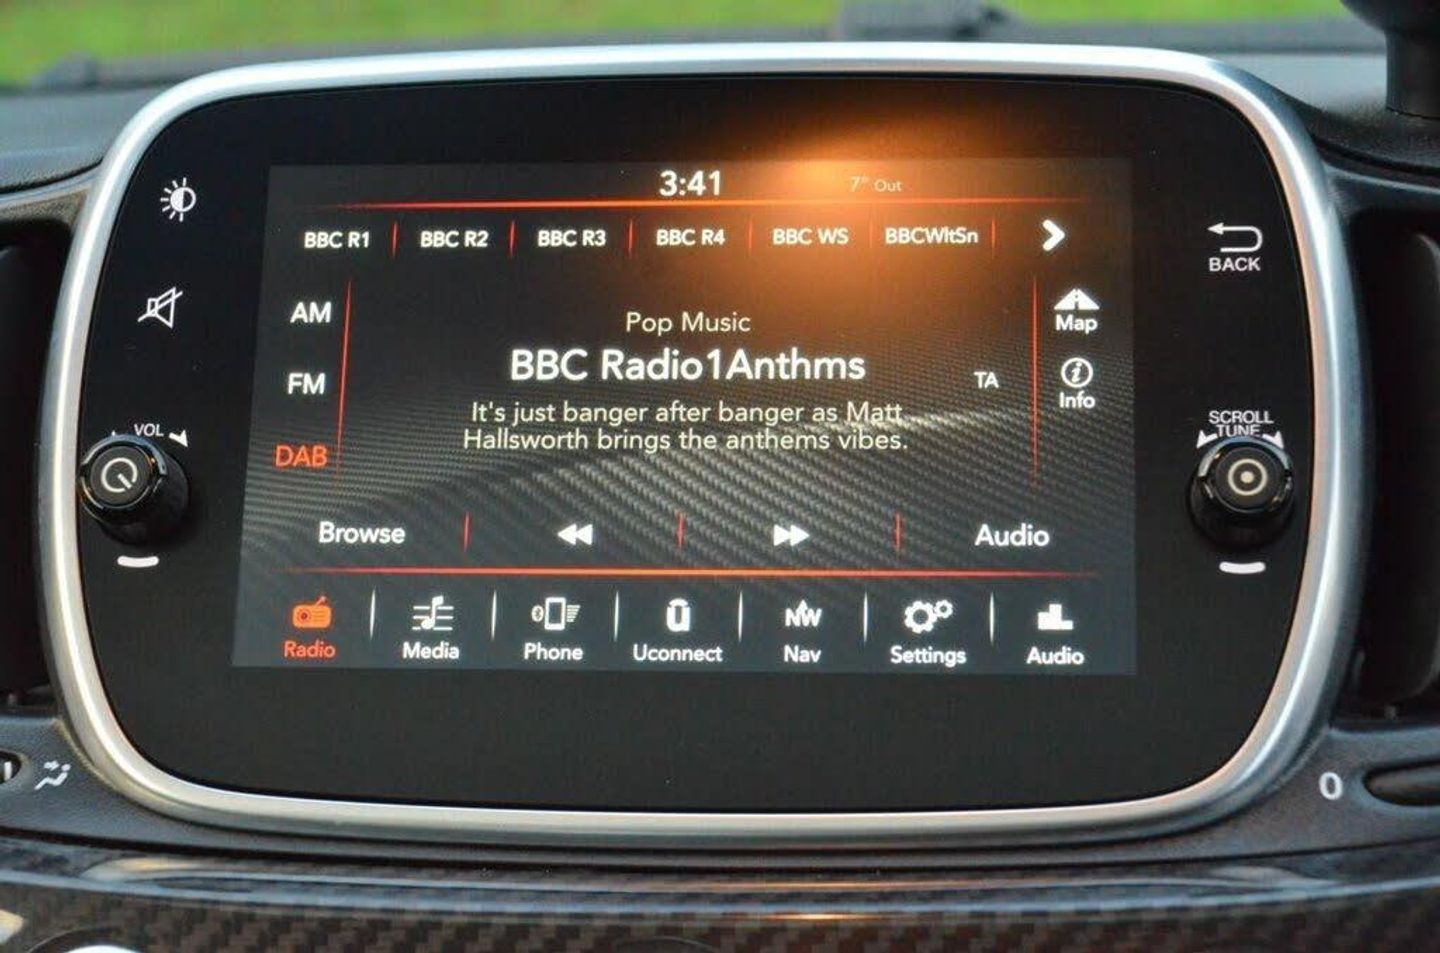 3:41
7° Out
BBC R1
BBC R2
BBC R3
BBC R4
BBC WS
BBCWltSn
BACK
AM
FM
DAB
Pop Music
BBC Radio1Anthms
It's just banger after banger as Matt
Hallsworth brings the anthems vibes.
TA
Map
Info
VOL
SCROLL
TUNE
Browse
Audio
Radio
Media
Phone
Uconnect
NW
Nav
Settings
Audio
0